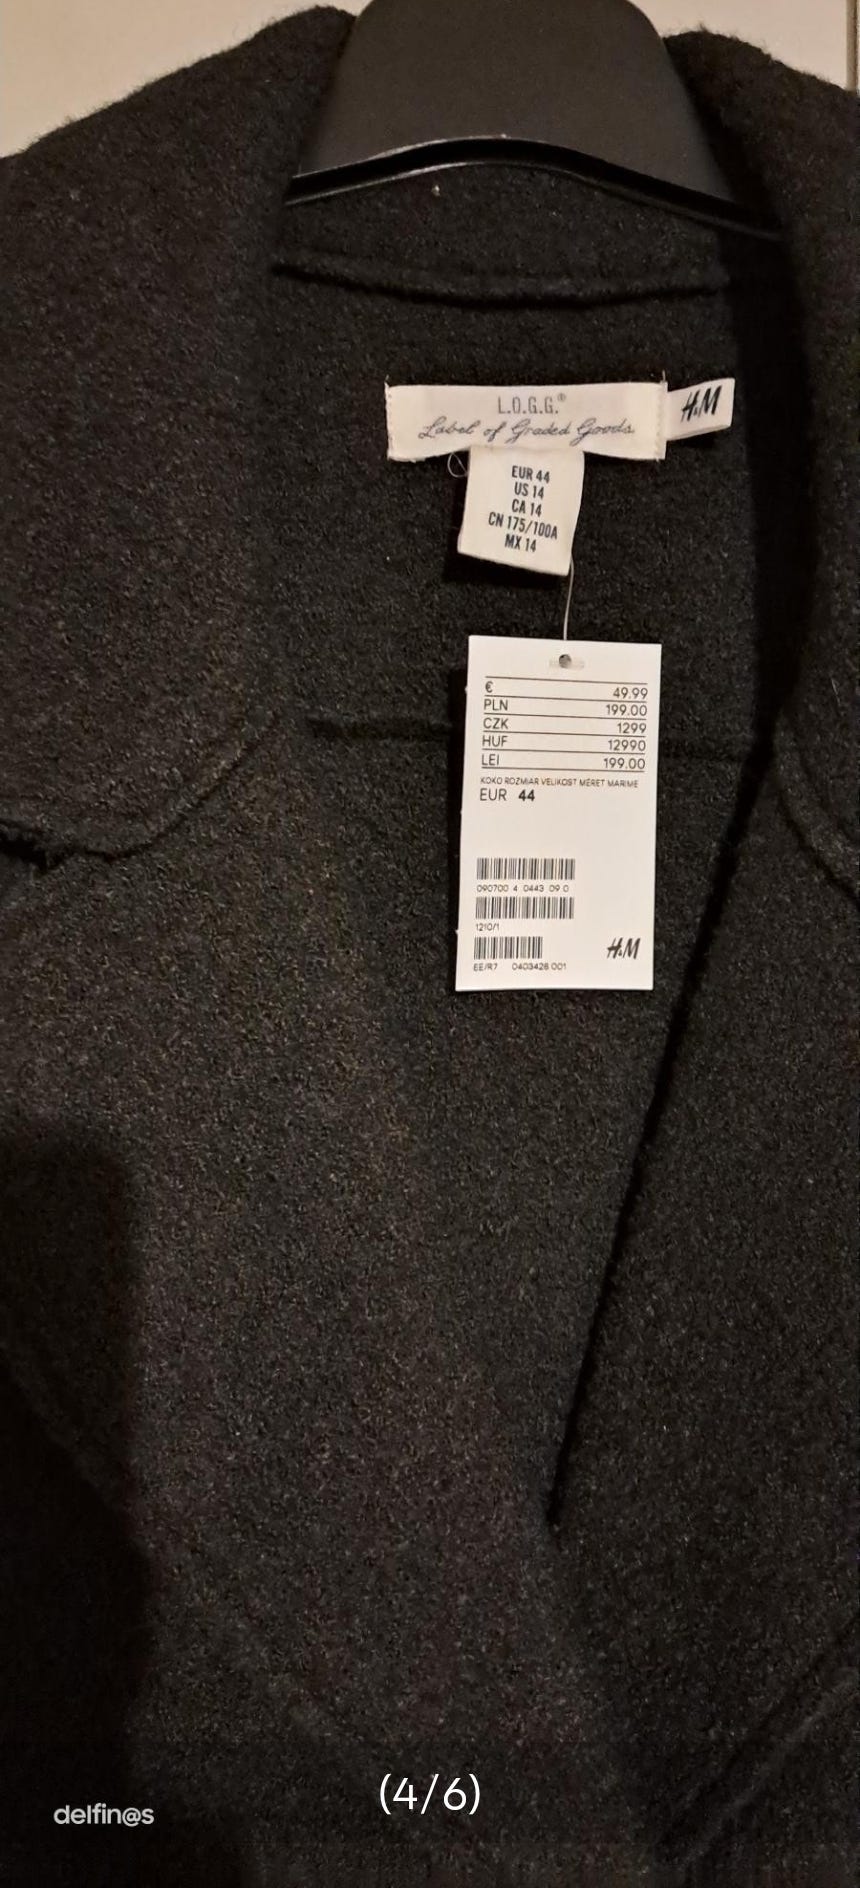 L.O.G.G.®
Label of Graded Goods
H&M
EUR 44
US 14
CA 14
CN 175/100A
MX 14
€ 49.99
PLN 199.00
CZK 1299
HUF 12990
LEI 199.00
KOKO ROZMIAR VELIKOST MÉRET MARIME
EUR 44
090700 4 0443 09 0
1210/1
H&M
EE/R7 0403428 001
(4/6)
delfin@s